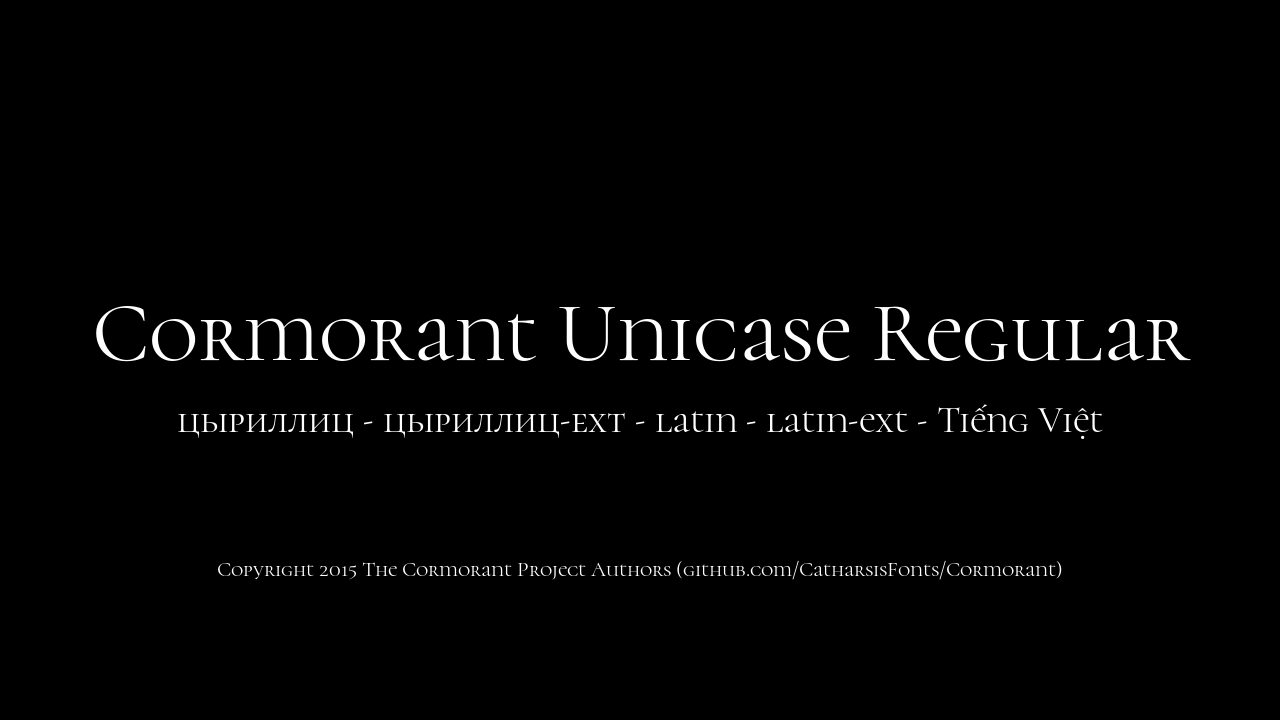 Cormorant Unicase Regular
цыриллиц - цыриллиц-ext - latin - latin-ext - Tiếng Việt
Copyright 2015 The Cormorant Project Authors (github.com/CatharsisFonts/Cormorant)